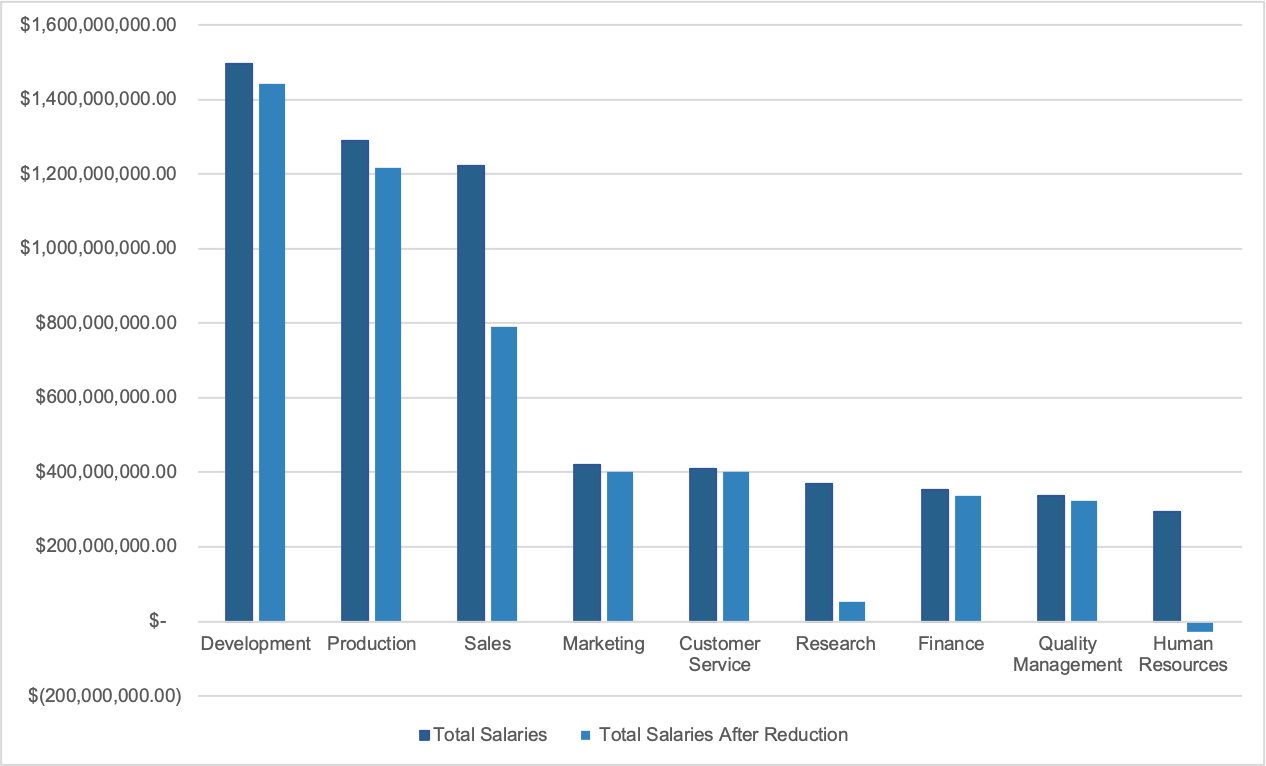 $1,600,000,000.00
$1,400,000,000.00
$1,200,000,000.00
$1,000,000,000.00
$800,000,000.00
$600,000,000.00
$400,000,000.00
$200,000,000.00
$-
$(200,000,000.00)
Development
Production
Sales
Marketing
Customer
Service
Research
Finance
Quality
Management
Human
Resources
Total Salaries
Total Salaries After Reduction